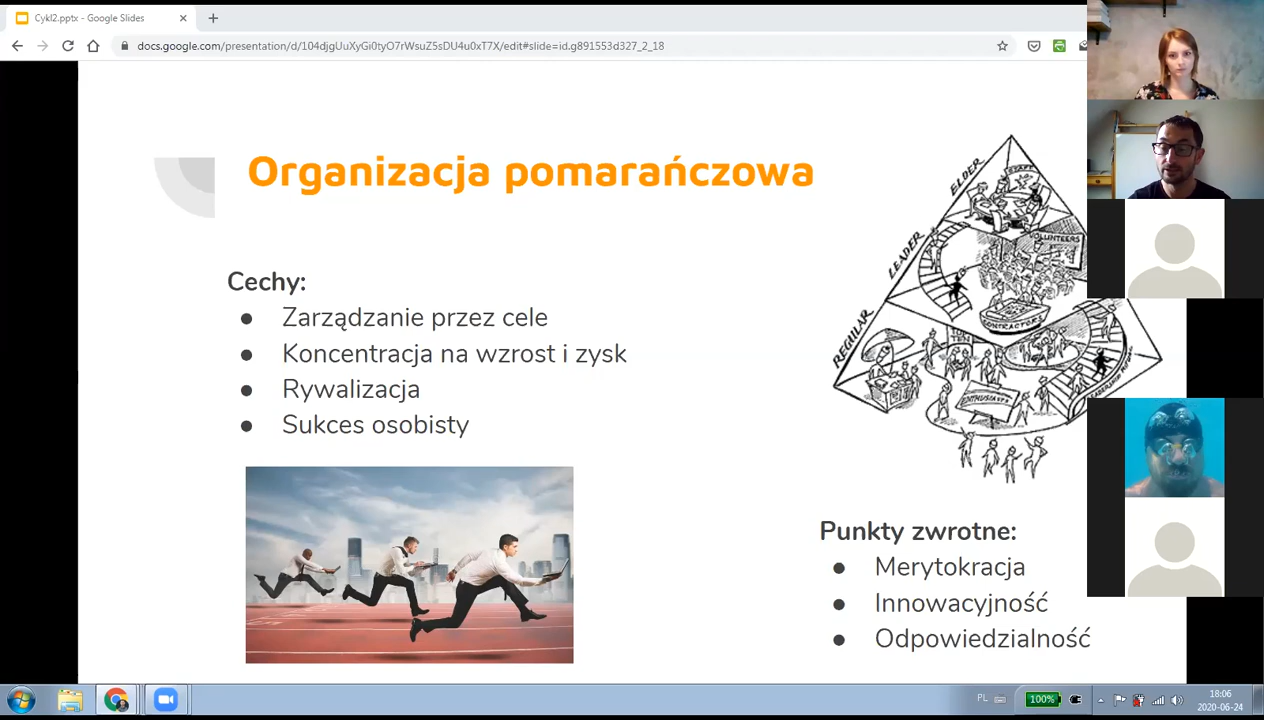 Cykl2.pptx - Google Slides
docs.google.com/presentation/d/104djgUuXyGi0tyO7rWsuZ5sDU4u0xT7X/edit#slide=id.g891553d327_2_18
Organizacja pomarańczowa
Cechy:
● Zarządzanie przez cele
● Koncentracja na wzrost i zysk
● Rywalizacja
● Sukces osobisty
ELDER
LEADER
REGULAR
STAFF
VOLUNTEERS
CONTRACTORS
ENTHUSIASTS
Punkty zwrotne:
● Merytokracja
● Innowacyjność
● Odpowiedzialność
PL
100%
18:06
2020-06-24